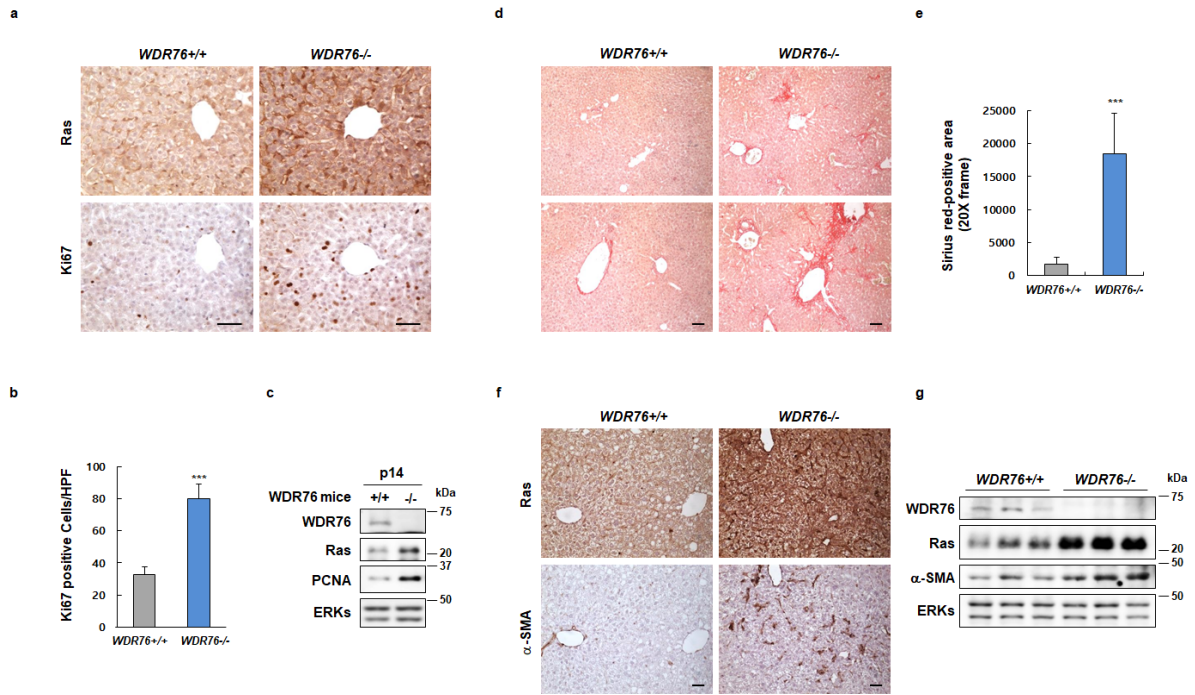 a
WDR76+/+ WDR76-/-
Ras
Ki67
b
Ki67 positive Cells/HPF
100
80
60
40
20
0
***
WDR76+/+ WDR76-/-
c
p14
WDR76 mice +/+ -/- kDa
WDR76 75
Ras 20
PCNA 37
ERKs 50
d
WDR76+/+ WDR76-/-
e
Sirius red-positive area
(20X frame)
25000
20000
15000
10000
5000
0
***
WDR76+/+ WDR76-/-
f
WDR76+/+ WDR76-/-
Ras
α-SMA
g
WDR76+/+ WDR76-/- kDa
WDR76 75
Ras 20
α-SMA 50
ERKs 50